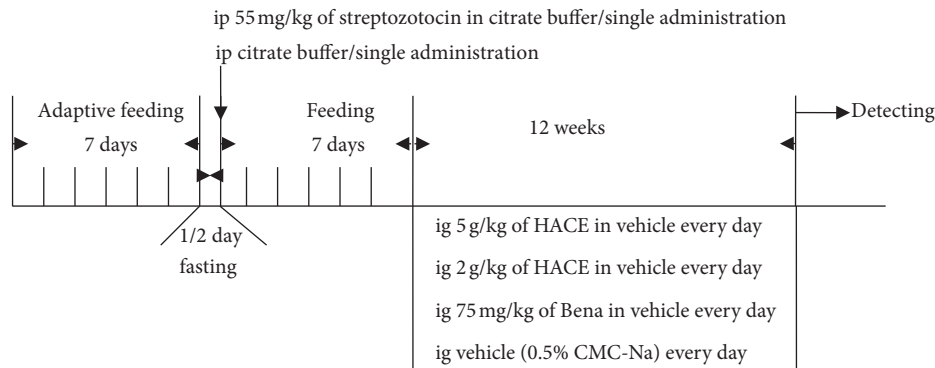 ip 55 mg/kg of streptozotocin in citrate buffer/single administration
ip citrate buffer/single administration
Adaptive feeding
7 days
Feeding
7 days
12 weeks
Detecting
1/2 day
fasting
ig 5 g/kg of HACE in vehicle every day
ig 2 g/kg of HACE in vehicle every day
ig 75 mg/kg of Bena in vehicle every day
ig vehicle (0.5% CMC-Na) every day